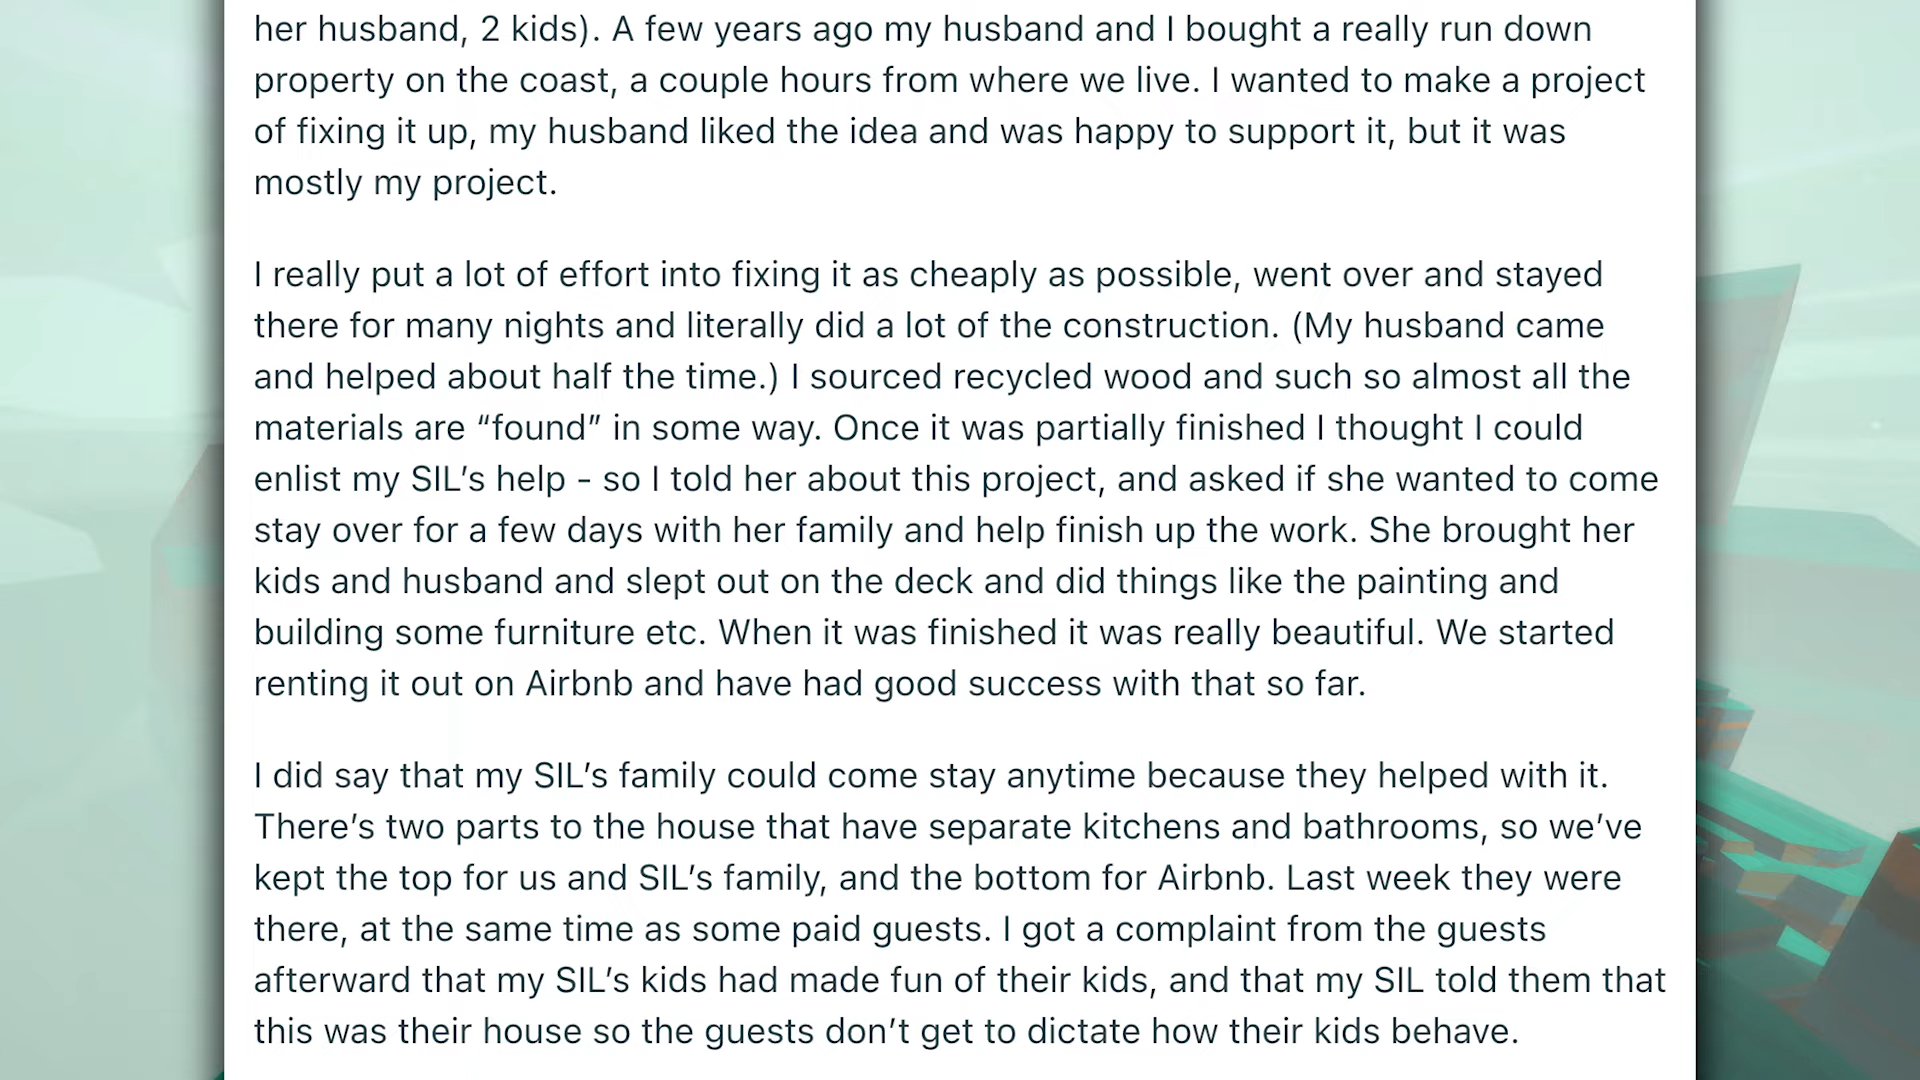 her husband, 2 kids). A few years ago my husband and I bought a really run down
property on the coast, a couple hours from where we live. I wanted to make a project
of fixing it up, my husband liked the idea and was happy to support it, but it was
mostly my project.
I really put a lot of effort into fixing it as cheaply as possible, went over and stayed
there for many nights and literally did a lot of the construction. (My husband came
and helped about half the time.) I sourced recycled wood and such so almost all the
materials are “found” in some way. Once it was partially finished I thought I could
enlist my SIL’s help - so I told her about this project, and asked if she wanted to come
stay over for a few days with her family and help finish up the work. She brought her
kids and husband and slept out on the deck and did things like the painting and
building some furniture etc. When it was finished it was really beautiful. We started
renting it out on Airbnb and have had good success with that so far.
I did say that my SIL’s family could come stay anytime because they helped with it.
There’s two parts to the house that have separate kitchens and bathrooms, so we’ve
kept the top for us and SIL’s family, and the bottom for Airbnb. Last week they were
there, at the same time as some paid guests. I got a complaint from the guests
afterward that my SIL’s kids had made fun of their kids, and that my SIL told them that
this was their house so the guests don’t get to dictate how their kids behave.